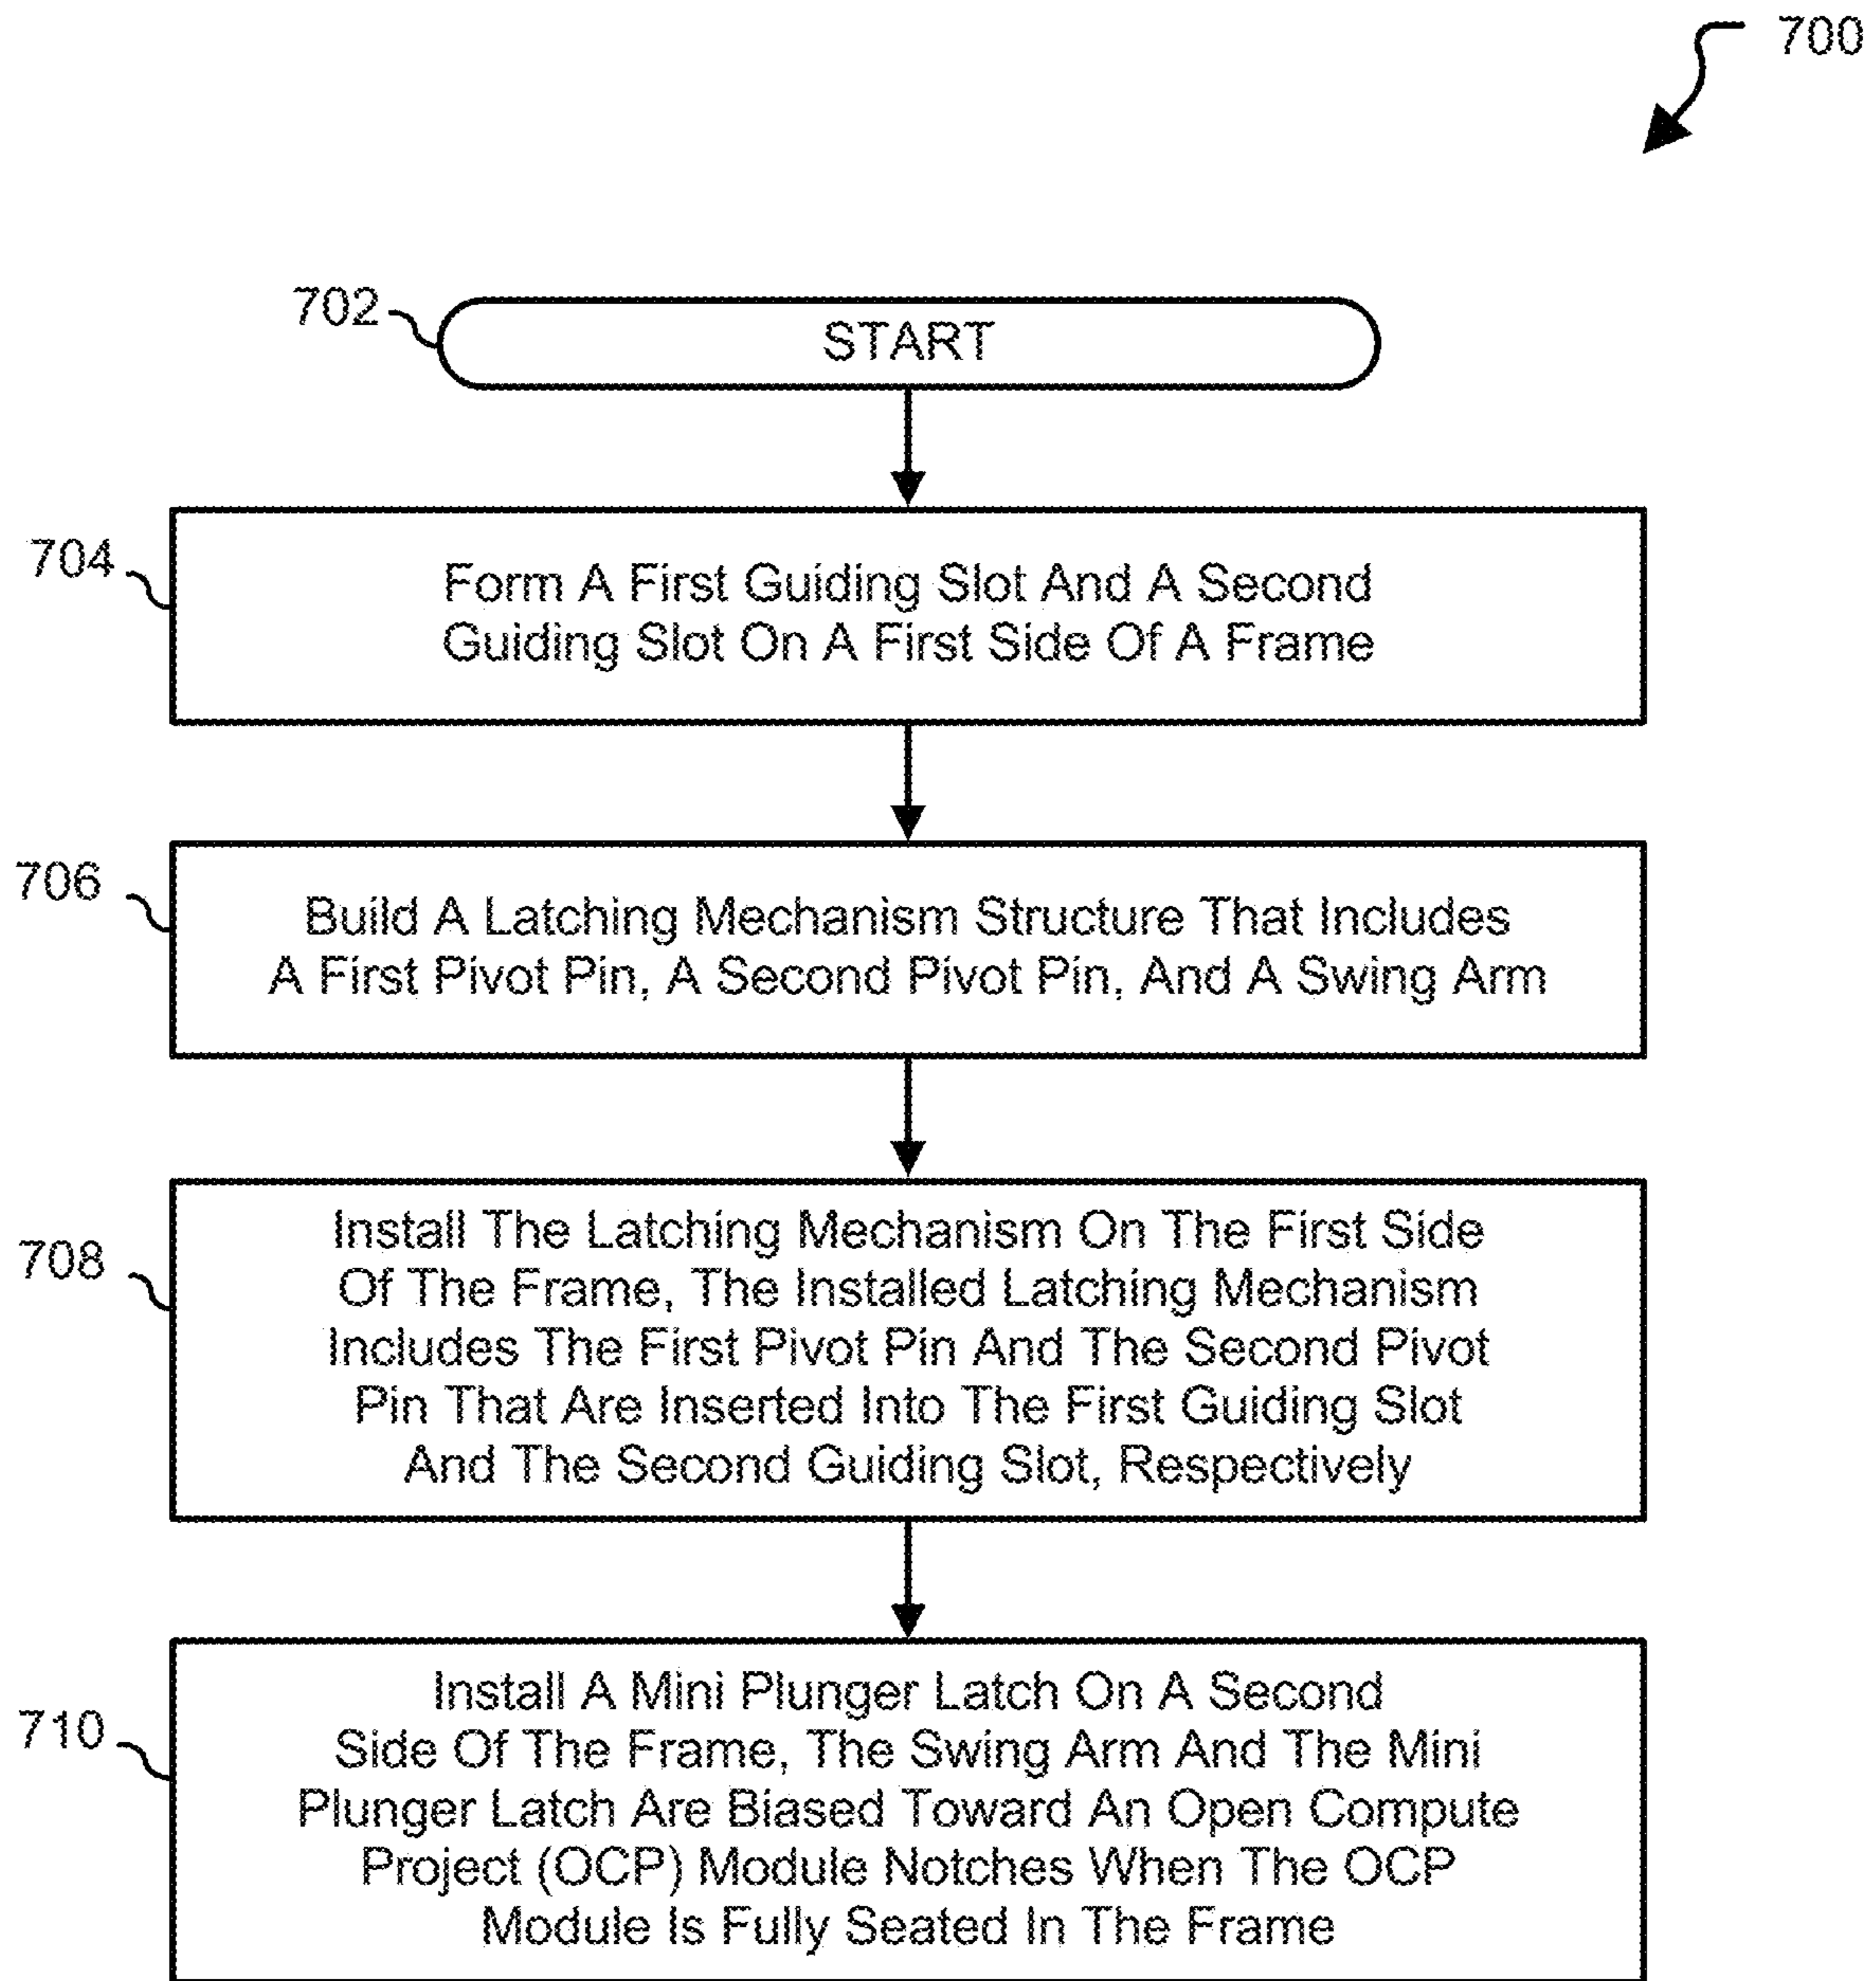 700
702
START
704
Form A First Guiding Slot And A Second
Guiding Slot On A First Side Of A Frame
706
Build A Latching Mechanism Structure That Includes
A First Pivot Pin, A Second Pivot Pin, And A Swing Arm
708
Install The Latching Mechanism On The First Side
Of The Frame, The Installed Latching Mechanism
Includes The First Pivot Pin And The Second Pivot
Pin That Are Inserted Into The First Guiding Slot
And The Second Guiding Slot, Respectively
710
Install A Mini Plunger Latch On A Second
Side Of The Frame, The Swing Arm And The Mini
Plunger Latch Are Biased Toward An Open Compute
Project (OCP) Module Notches When The OCP
Module Is Fully Seated In The Frame